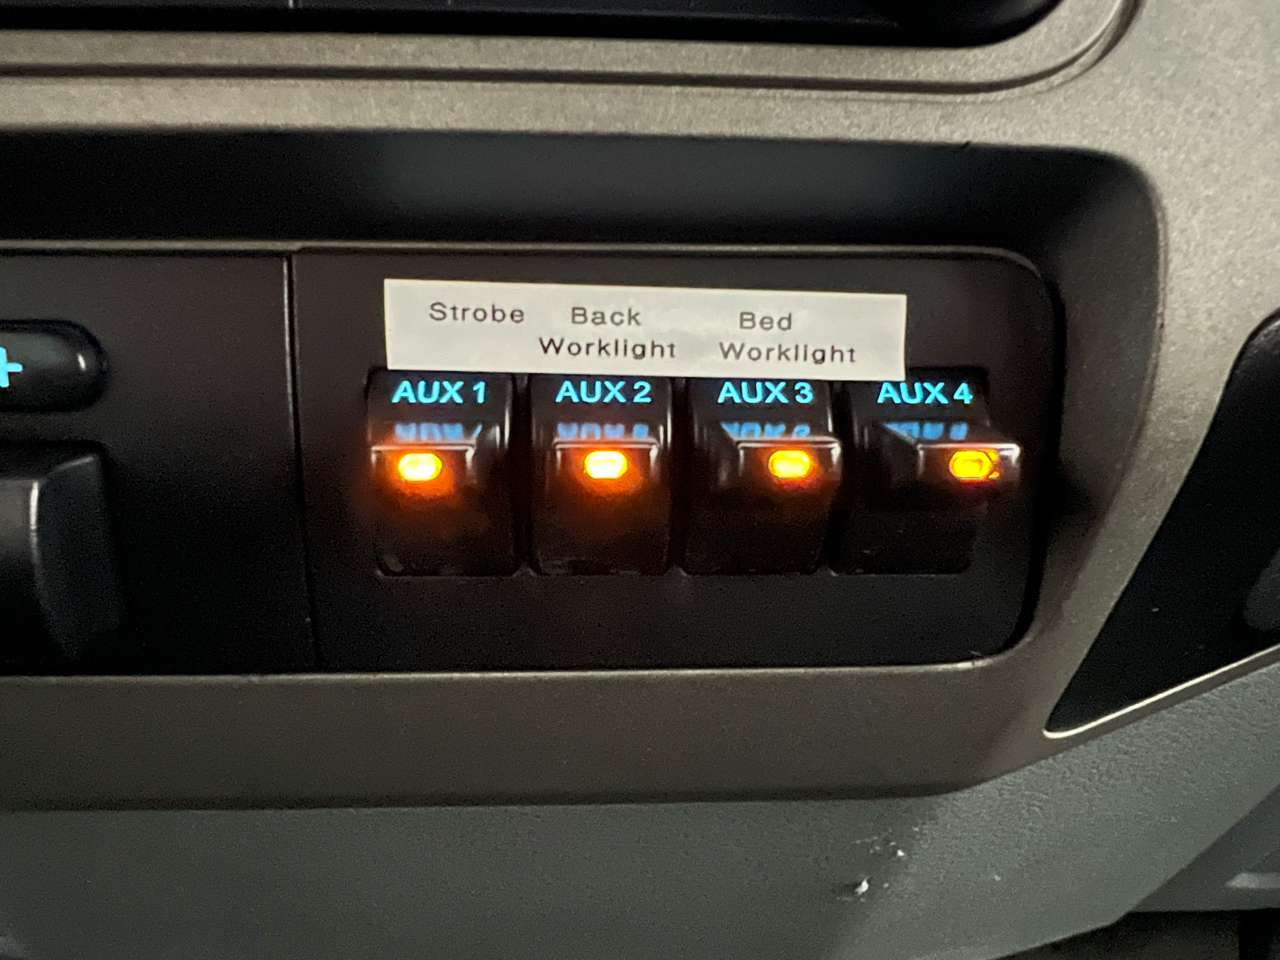 Strobe Back Bed
Worklight Worklight
AUX 1 AUX 2 AUX 3 AUX 4
+